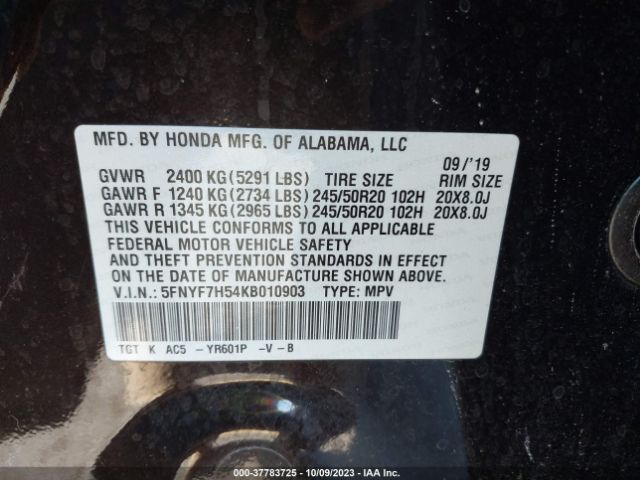 MFD. BY HONDA MFG. OF ALABAMA, LLC
09/'19
GVWR 2400 KG(5291 LBS) TIRE SIZE RIM SIZE
GAWR F 1240 KG(2734 LBS) 245/50R20 102H 20X8.0J
GAWR R 1345 KG(2965 LBS) 245/50R20 102H 20X8.0J
THIS VEHICLE CONFORMS TO ALL APPLICABLE
FEDERAL MOTOR VEHICLE SAFETY
AND THEFT PREVENTION STANDARDS IN EFFECT
ON THE DATE OF MANUFACTURE SHOWN ABOVE.
V.I.N.: 5FNYF7H54KB010903 TYPE: MPV
TGT K AC5 -YR601P -V-B
000-37783725 | 10/09/2023 | IAA Inc.